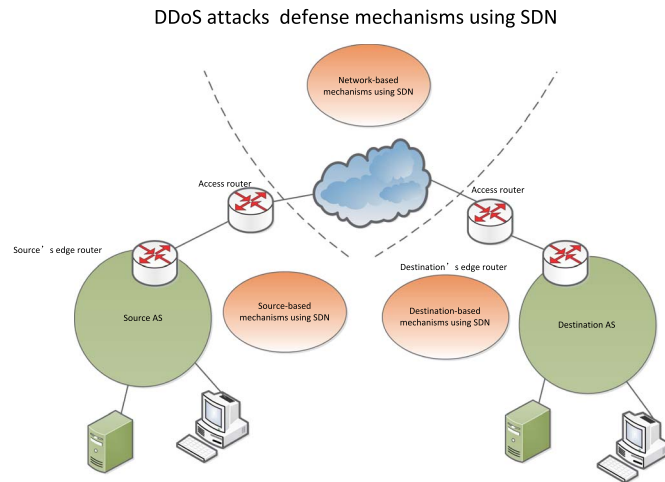 DDoS attacks defense mechanisms using SDN
Network-based
mechanisms using SDN
Access router
Access router
Source’s edge router
Destination’s edge router
Source-based
mechanisms using SDN
Destination-based
mechanisms using SDN
Source AS
Destination AS